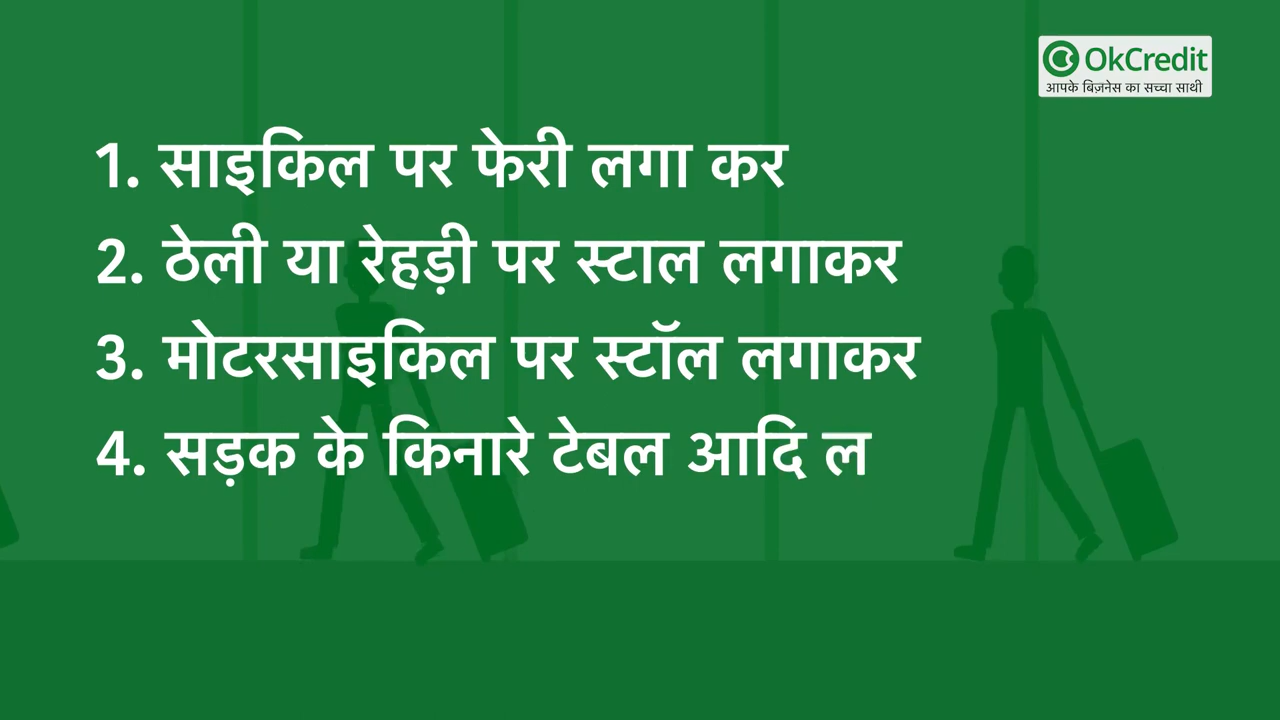 OkCredit
आपके बिज़नेस का सच्चा साथी
1. साइकिल पर फेरी लगा कर
2. ठेली या रेहड़ी पर स्टाल लगाकर
3. मोटरसाइकिल पर स्टॉल लगाकर
4. सड़क के किनारे टेबल आदि ल